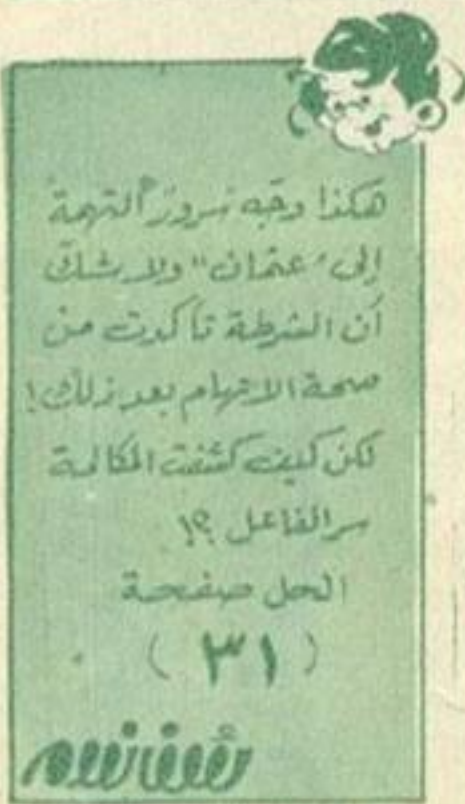 هكذا وجّه سرور التهمة
إلى "عثمان" ولا شك
أن الشرطة تأكدت من
صحة الاتهام بعد ذلك!
لكن كيف كشفت المكالمة
سر الفاعل ؟!
الحل صفحة
( ٣١ )